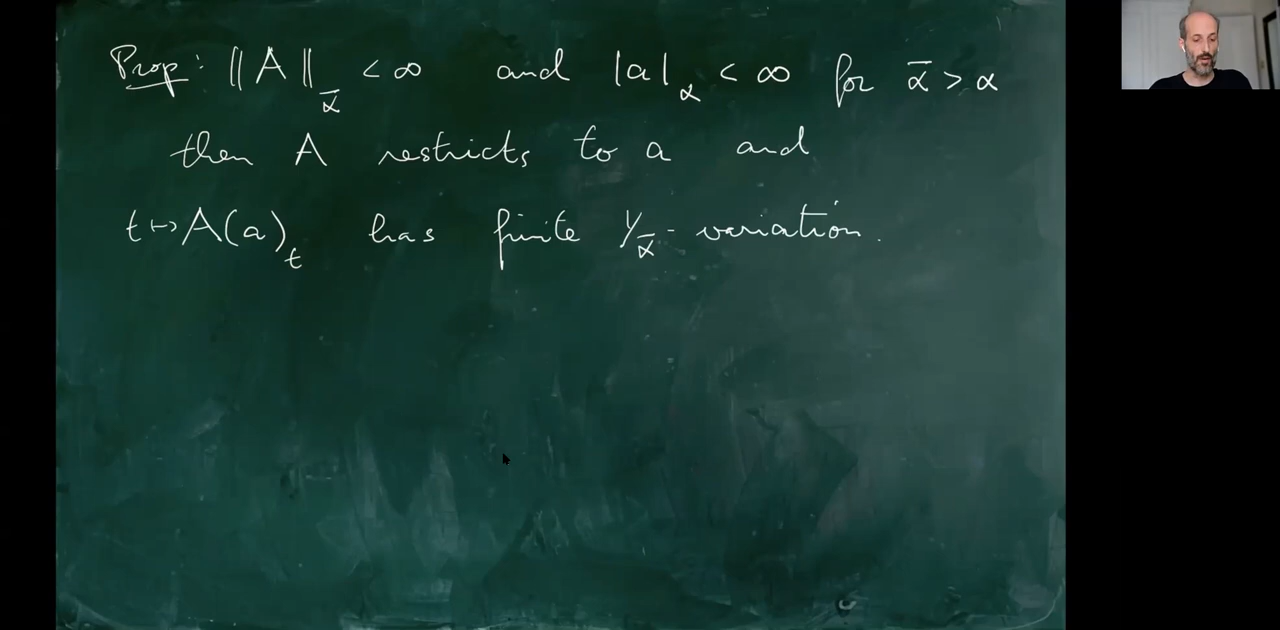 Prop: ||A||_ᾱ < ∞ and |a|_α < ∞ for ᾱ > α
then A restricts to a and
t ↦ A(a)_t has finite 1/ᾱ - variation.